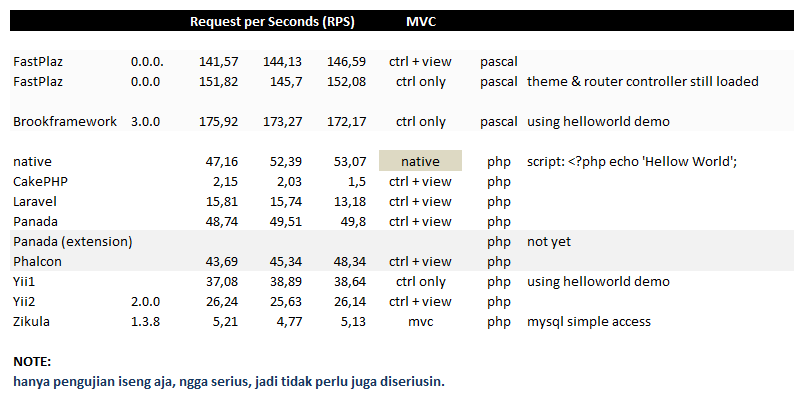 Request per Seconds (RPS) MVC
FastPlaz 0.0.0. 141,57 144,13 146,59 ctrl + view pascal
FastPlaz 0.0.0 151,82 145,7 152,08 ctrl only pascal theme & router controller still loaded
Brookframework 3.0.0 175,92 173,27 172,17 ctrl only pascal using helloworld demo
native 47,16 52,39 53,07 native php script: <?php echo 'Hellow World';
CakePHP 2,15 2,03 1,5 ctrl + view php
Laravel 15,81 15,74 13,18 ctrl + view php
Panada 48,74 49,51 49,8 ctrl + view php
Panada (extension) php not yet
Phalcon 43,69 45,34 48,34 ctrl + view php
Yii1 37,08 38,89 38,64 ctrl only php using helloworld demo
Yii2 2.0.0 26,24 25,63 26,14 ctrl + view php
Zikula 1.3.8 5,21 4,77 5,13 mvc php mysql simple access
NOTE:
hanya pengujian iseng aja, ngga serius, jadi tidak perlu juga diseriusin.